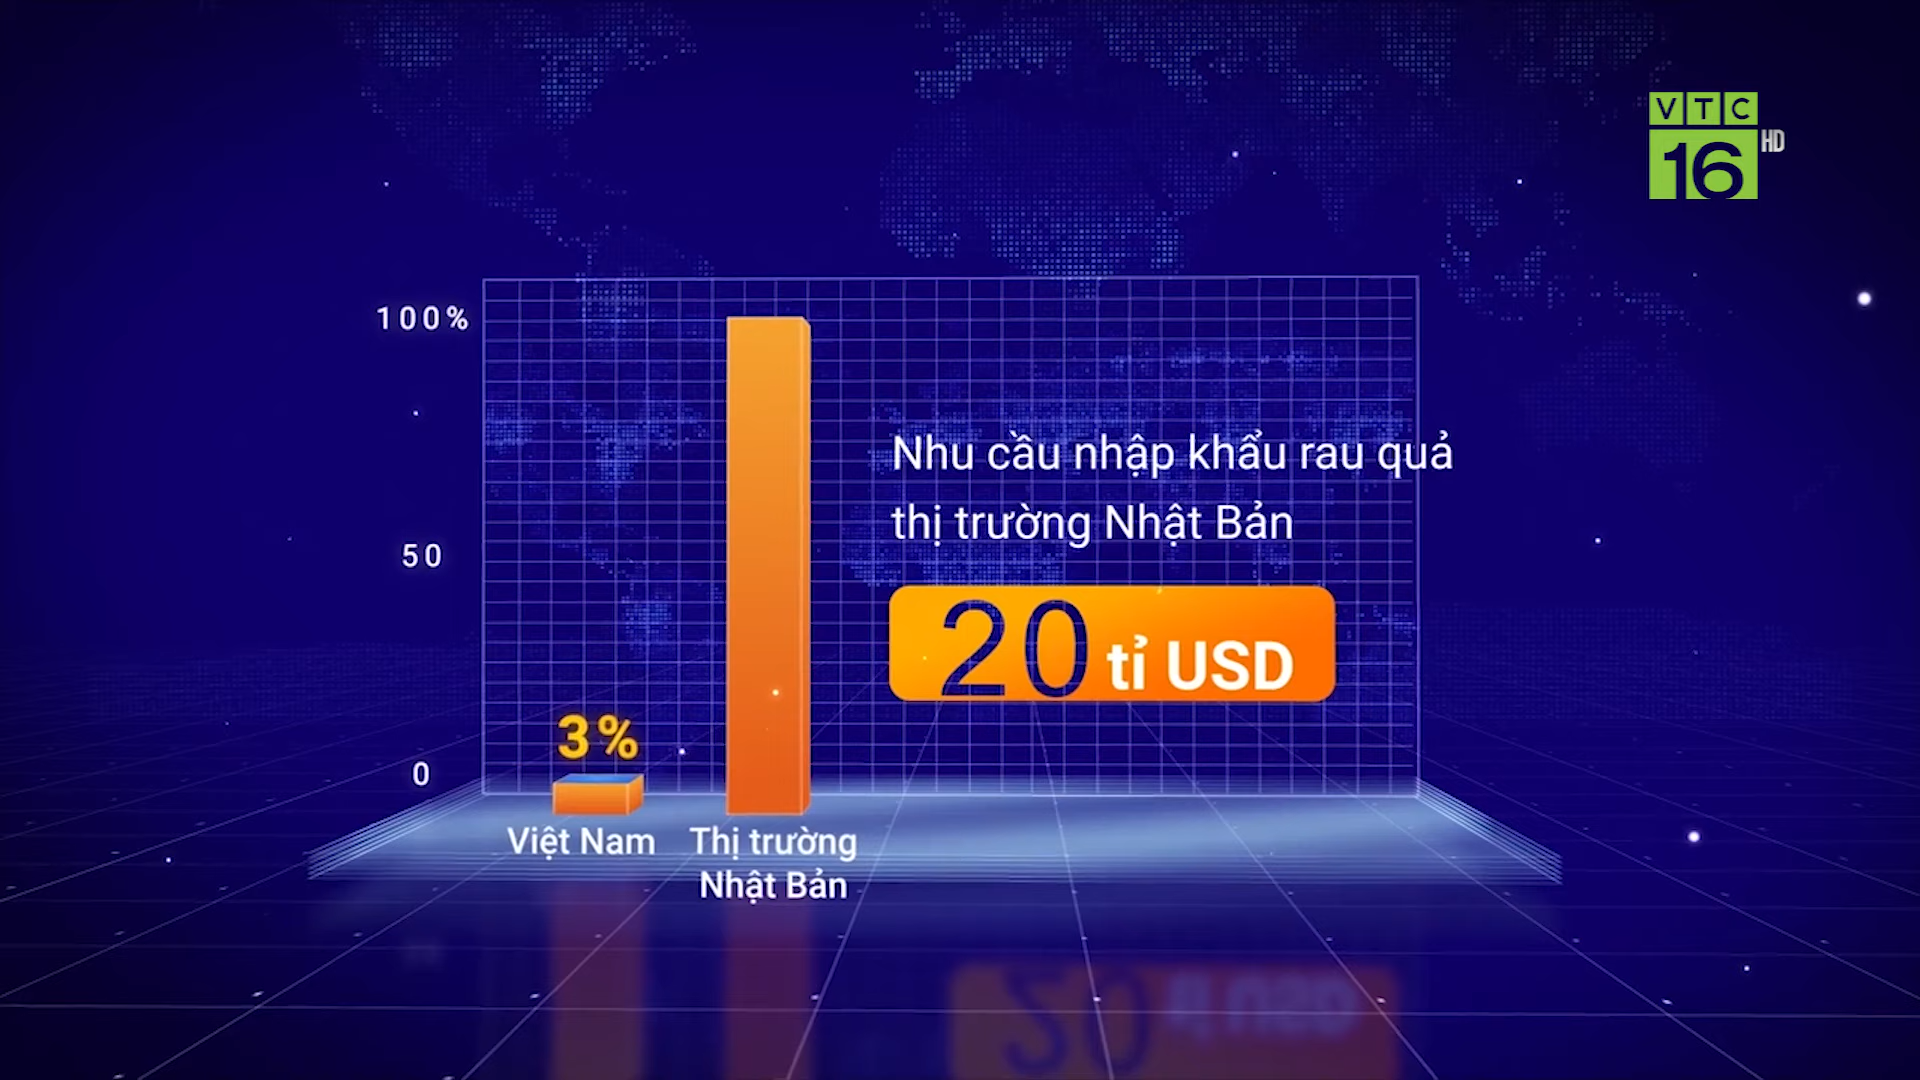 VTC
16
HD
100%
50
0
Nhu cầu nhập khẩu rau quả
thị trường Nhật Bản
20 tỉ USD
3%
Việt Nam
Thị trường
Nhật Bản